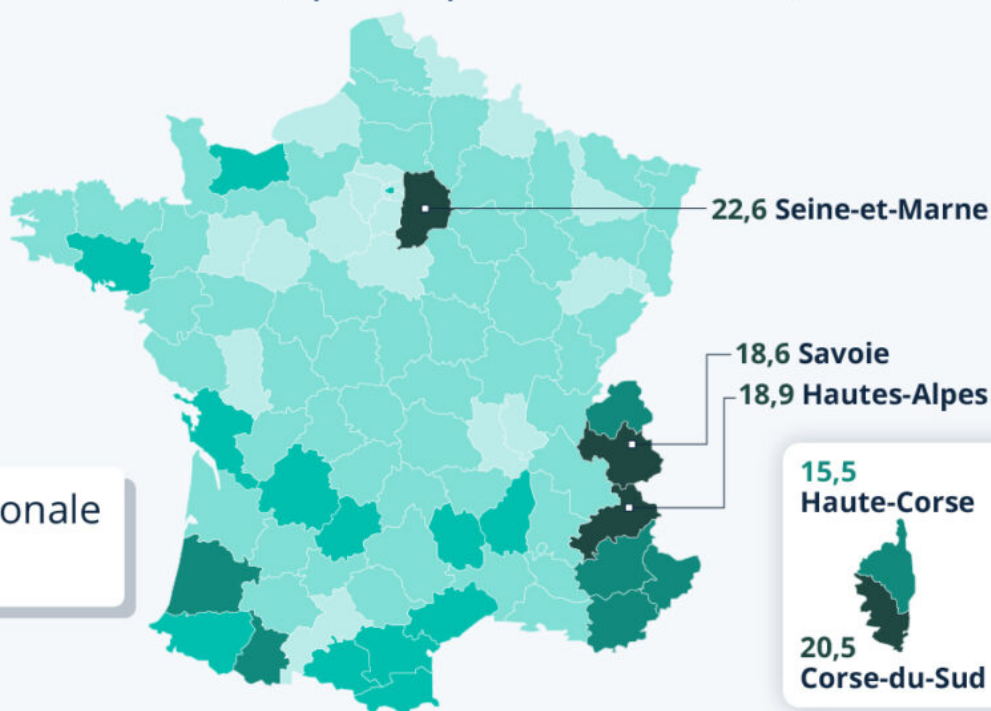 22,6 Seine-et-Marne
18,6 Savoie
18,9 Hautes-Alpes
onale
15,5
Haute-Corse
20,5
Corse-du-Sud